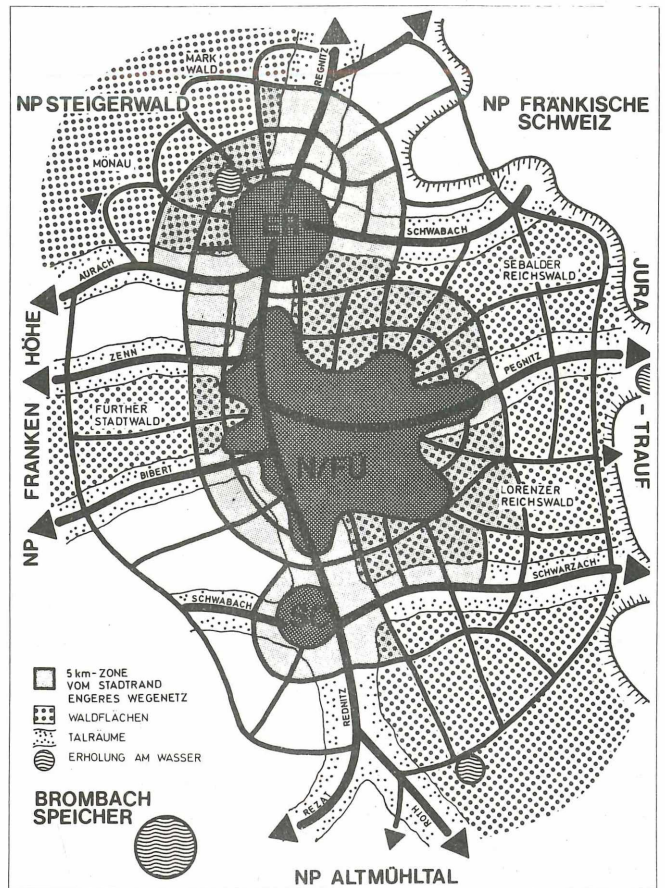 MARK
WALD
REGNITZ
NP STEIGERWALD
NP FRÄNKISCHE
SCHWEIZ
MÖNAU
ER
SCHWABACH
AURACH
SEBALDER
REICHSWALD
JURA
-TRAUF
NP FRANKEN HÖHE
ZENN
PEGNITZ
FÜRTHER
STADTWALD
N/FÜ
BIBERT
LORENZER
REICHSWALD
SCHWARZACH
SCHWABACH
SC
REDNITZ
5 km-ZONE
VOM STADTRAND
ENGERES WEGENETZ
WALDFLÄCHEN
TALRÄUME
ERHOLUNG AM WASSER
BROMBACH
SPEICHER
REZAT
ROTH
NP ALTMÜHLTAL